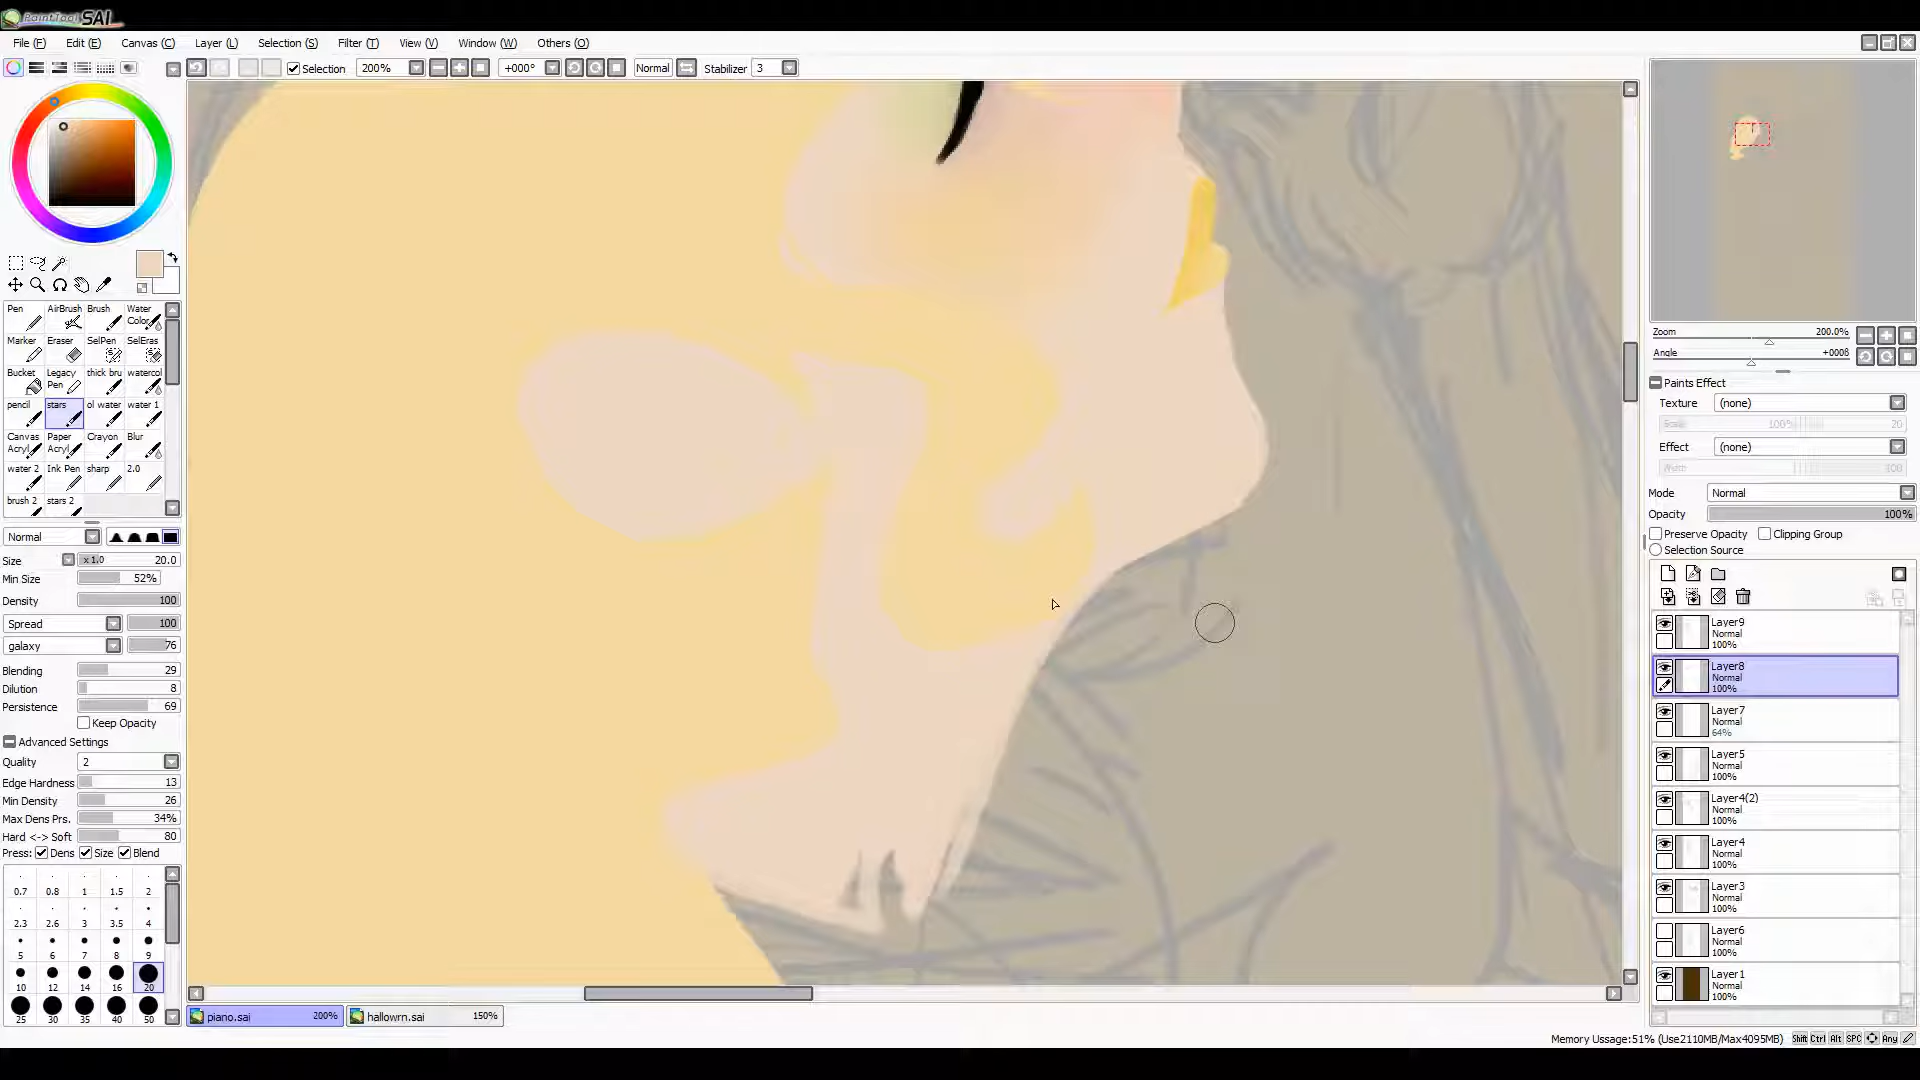 PaintTool SAI
File (F) Edit (E) Canvas (C) Layer (L) Selection (S) Filter (T) View (V) Window (W) Others (O)
Selection 200% +000° Normal Stabilizer 3
Pen AirBrush Brush Water Color
Marker Eraser SelPen SelEras
Bucket Legacy Pen thick bru watercol
pencil stars ol water water 1
Canvas Acryl Paper Acryl Crayon Blur
water 2 Ink Pen sharp 2.0
brush 2 stars 2
Normal
Size x 1.0 20.0
Min Size 52%
Density 100
Spread 100
galaxy 76
Blending 29
Dilution 8
Persistence 69
Keep Opacity
Advanced Settings
Quality 2
Edge Hardness 13
Min Density 26
Max Dens Prs. 34%
Hard <-> Soft 80
Press: Dens Size Blend
0.7 0.8 1 1.5 2
2.3 2.6 3 3.5 4
5 6 7 8 9
10 12 14 16 20
25 30 35 40 50
piano.sai 200% hallowrn.sai 150%
Zoom 200.0%
Angle
Paints Effect
Texture (none)
Scale 100% 20
Effect (none)
Width 100
Mode Normal
Opacity 100%
Preserve Opacity Clipping Group
Selection Source
Layer9
Normal
100%
Layer8
Normal
100%
Layer7
Normal
64%
Layer5
Normal
100%
Layer4(2)
Normal
100%
Layer4
Normal
100%
Layer3
Normal
100%
Layer6
Normal
100%
Layer1
Normal
100%
Memory Ussage:51% (Use2110MB/Max4095MB) Shift Ctrl Alt SPC Any